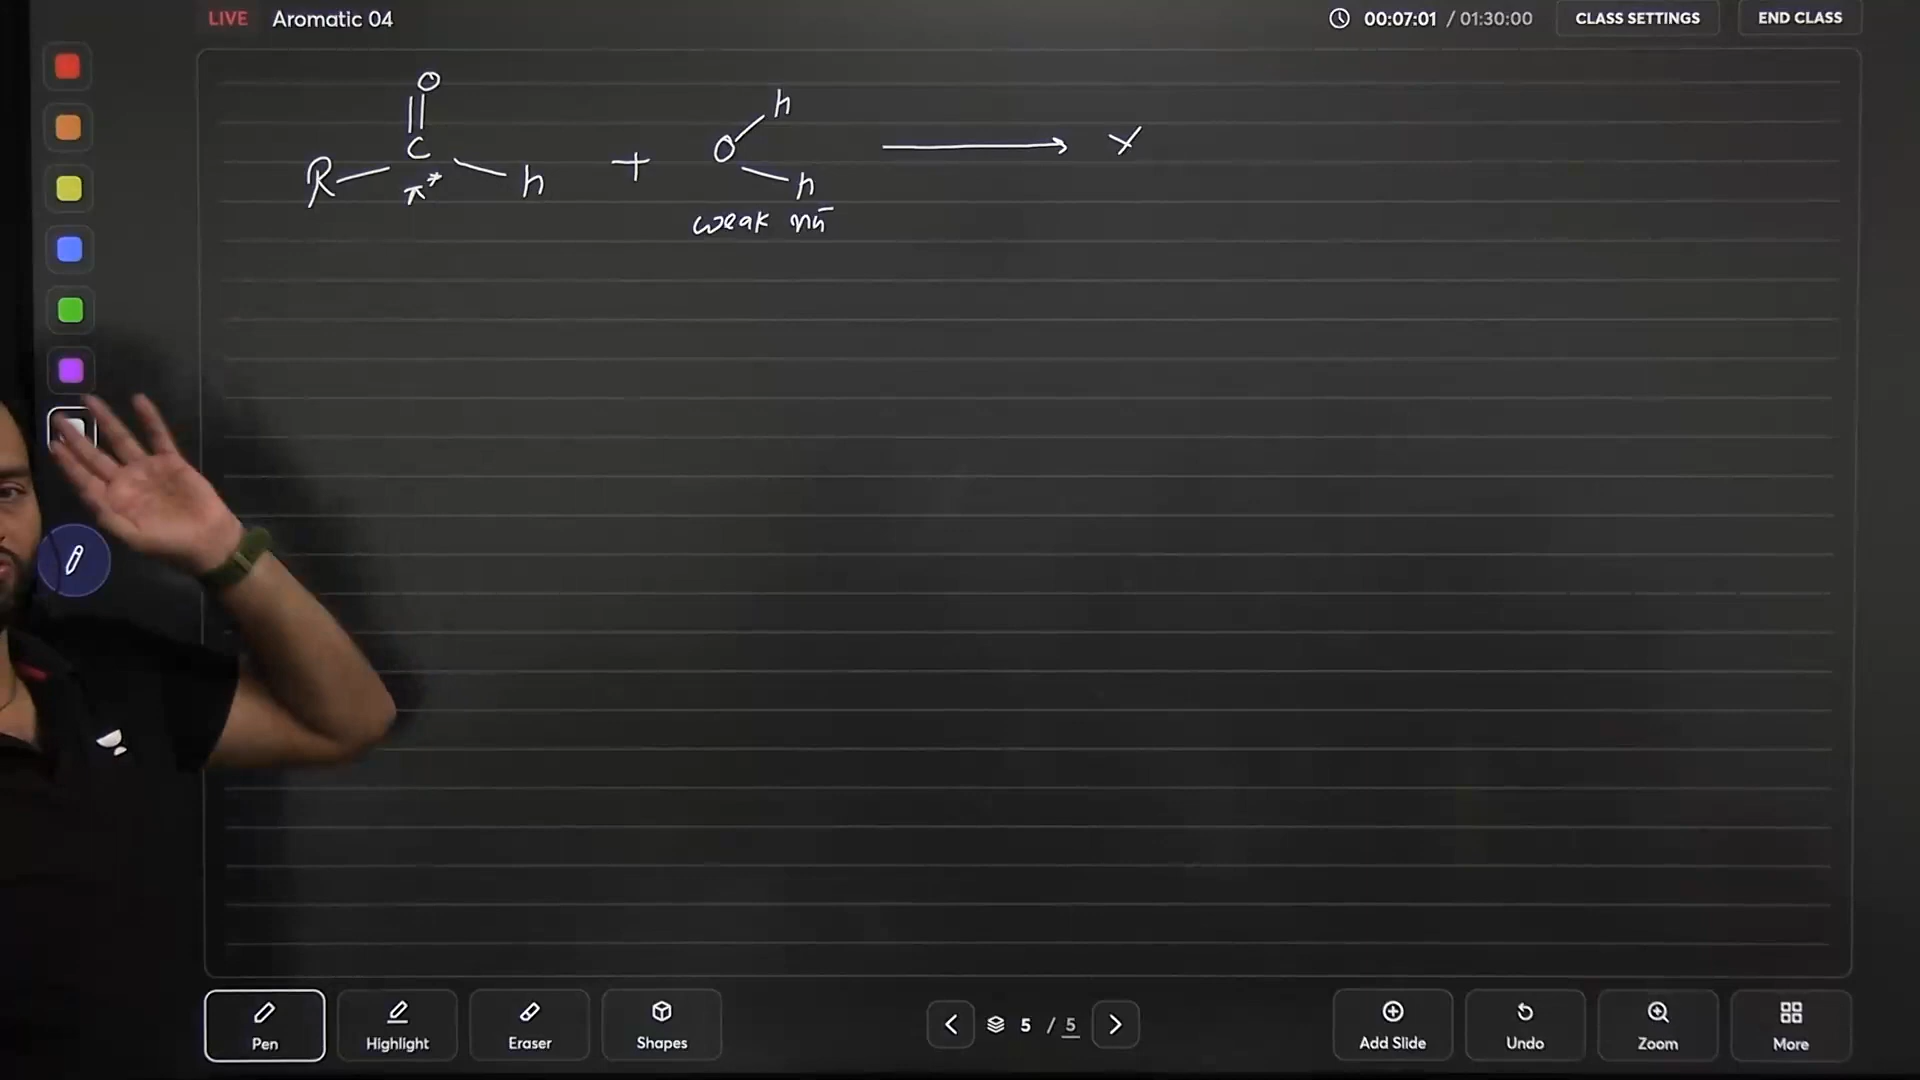 LIVE Aromatic 04 00:07:01 / 01:30:00 CLASS SETTINGS END CLASS
O
||
R — C — H + O — H → X
π* H
weak nū
Pen Highlight Eraser Shapes 5 / 5 Add Slide Undo Zoom More